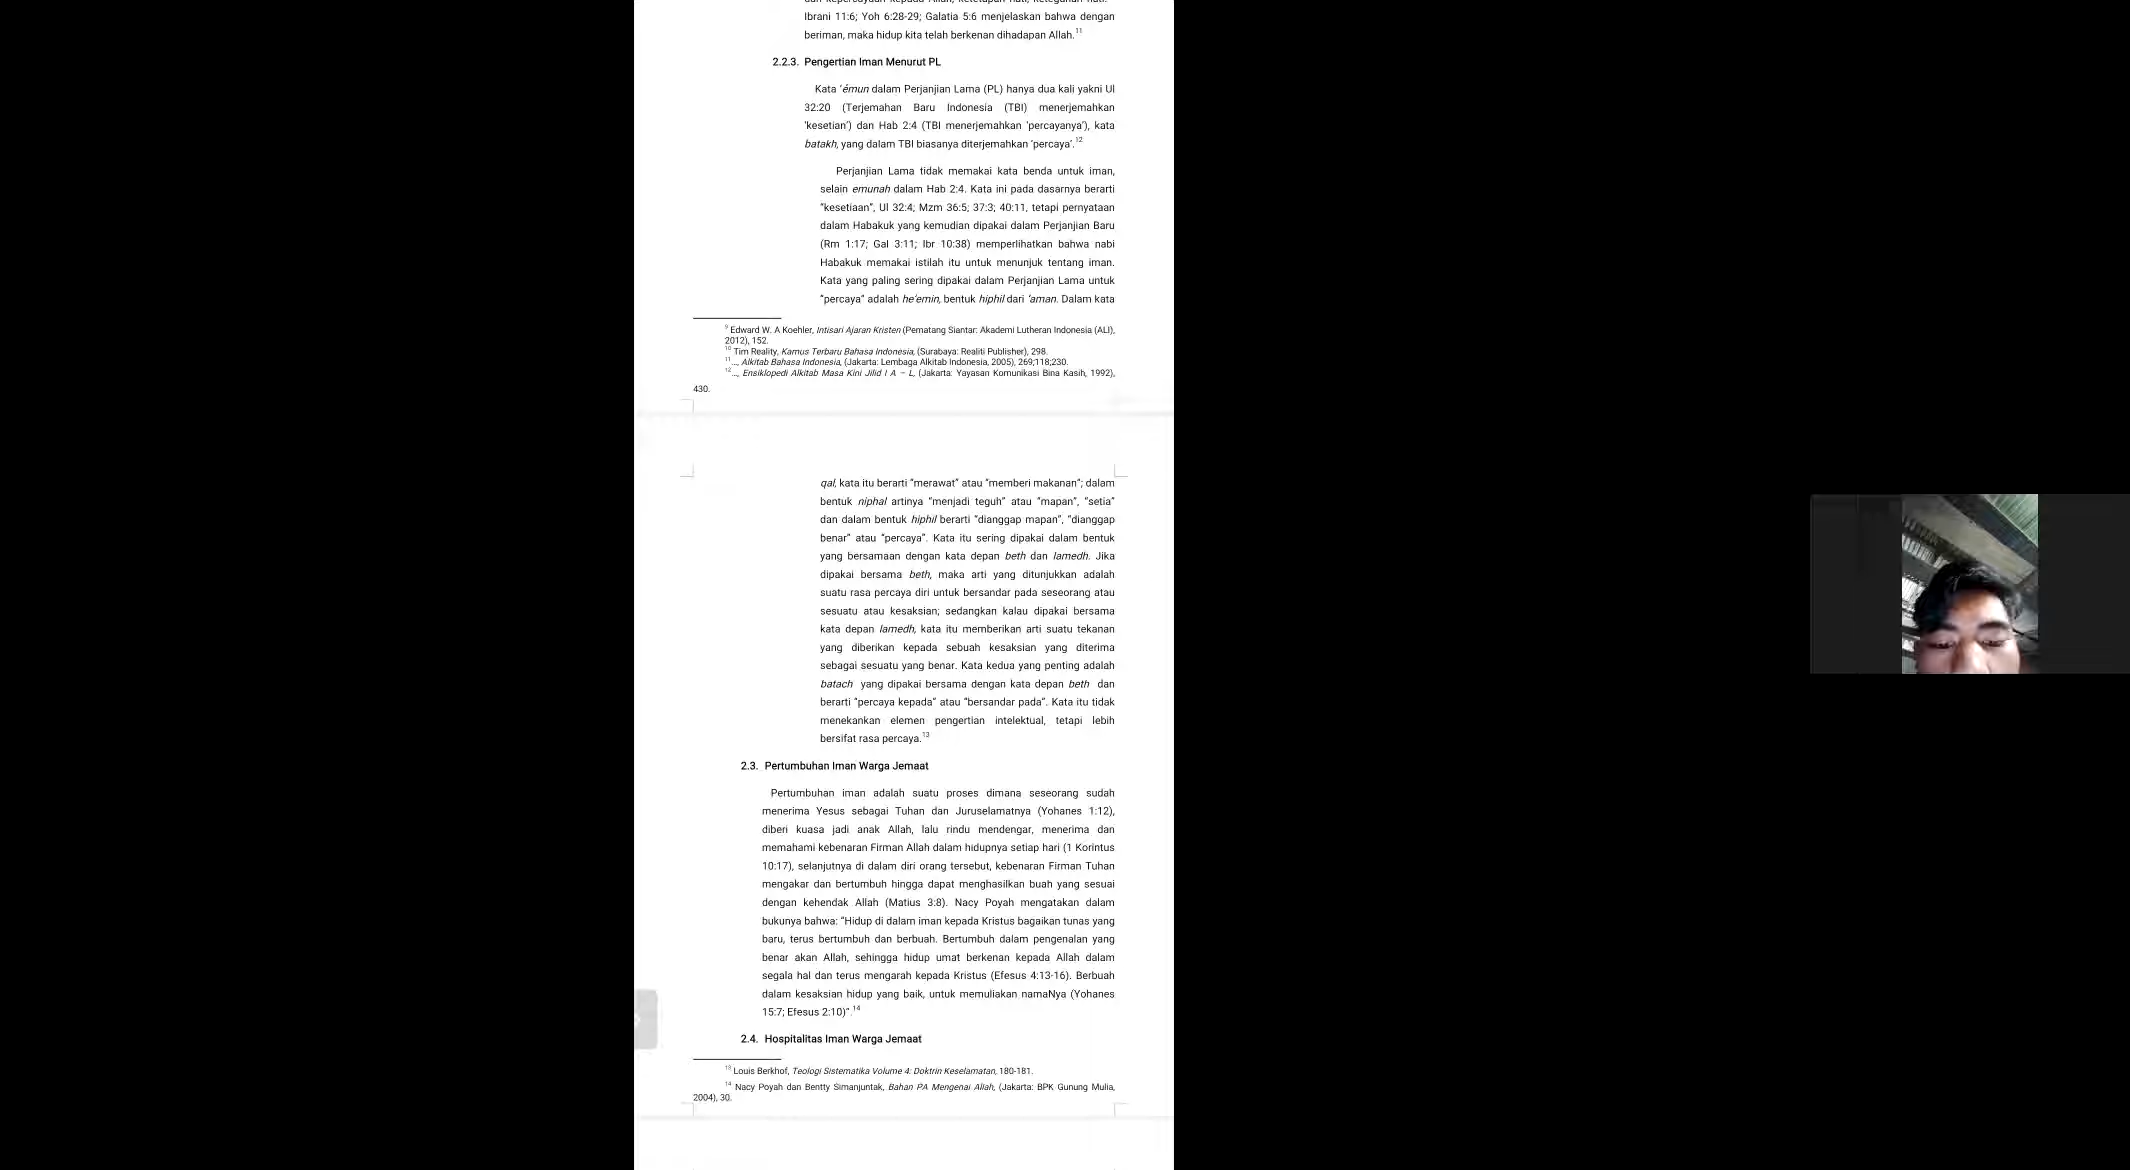 Ibrani 11:6; Yoh 6:28-29; Galatia 5:6 menjelaskan bahwa dengan
beriman, maka hidup kita telah berkenan dihadapan Allah.11
2.2.3. Pengertian Iman Menurut PL
Kata ‘ēmun dalam Perjanjian Lama (PL) hanya dua kali yakni Ul
32:20 (Terjemahan Baru Indonesia (TBI) menerjemahkan
‘kesetian’) dan Hab 2:4 (TBI menerjemahkan ‘percayanya’), kata
batakh, yang dalam TBI biasanya diterjemahkan ‘percaya’.12
Perjanjian Lama tidak memakai kata benda untuk iman,
selain emunah dalam Hab 2:4. Kata ini pada dasarnya berarti
“kesetiaan”, Ul 32:4; Mzm 36:5; 37:3; 40:11, tetapi pernyataan
dalam Habakuk yang kemudian dipakai dalam Perjanjian Baru
(Rm 1:17; Gal 3:11; Ibr 10:38) memperlihatkan bahwa nabi
Habakuk memakai istilah itu untuk menunjuk tentang iman.
Kata yang paling sering dipakai dalam Perjanjian Lama untuk
“percaya” adalah he’emin, bentuk hiphil dari ‘aman. Dalam kata
9 Edward W. A Koehler, Intisari Ajaran Kristen (Pematang Siantar: Akademi Lutheran Indonesia (ALI),
2012), 152.
10 Tim Reality, Kamus Terbaru Bahasa Indonesia, (Surabaya: Realiti Publisher), 298.
11 ..., Alkitab Bahasa Indonesia, (Jakarta: Lembaga Alkitab Indonesia, 2005), 269;118;230.
12 ..., Ensiklopedi Alkitab Masa Kini Jilid I A – L, (Jakarta: Yayasan Komunikasi Bina Kasih, 1992),
430.
qal, kata itu berarti “merawat” atau “memberi makanan”; dalam
bentuk niphal artinya “menjadi teguh” atau “mapan”, “setia”
dan dalam bentuk hiphil berarti “dianggap mapan”, “dianggap
benar” atau “percaya”. Kata itu sering dipakai dalam bentuk
yang bersamaan dengan kata depan beth dan lamedh. Jika
dipakai bersama beth, maka arti yang ditunjukkan adalah
suatu rasa percaya diri untuk bersandar pada seseorang atau
sesuatu atau kesaksian; sedangkan kalau dipakai bersama
kata depan lamedh, kata itu memberikan arti suatu tekanan
yang diberikan kepada sebuah kesaksian yang diterima
sebagai sesuatu yang benar. Kata kedua yang penting adalah
batach yang dipakai bersama dengan kata depan beth dan
berarti “percaya kepada” atau “bersandar pada”. Kata itu tidak
menekankan elemen pengertian intelektual, tetapi lebih
bersifat rasa percaya.13
2.3. Pertumbuhan Iman Warga Jemaat
Pertumbuhan iman adalah suatu proses dimana seseorang sudah
menerima Yesus sebagai Tuhan dan Juruselamatnya (Yohanes 1:12),
diberi kuasa jadi anak Allah, lalu rindu mendengar, menerima dan
memahami kebenaran Firman Allah dalam hidupnya setiap hari (1 Korintus
10:17), selanjutnya di dalam diri orang tersebut, kebenaran Firman Tuhan
mengakar dan bertumbuh hingga dapat menghasilkan buah yang sesuai
dengan kehendak Allah (Matius 3:8). Nacy Poyah mengatakan dalam
bukunya bahwa: “Hidup di dalam iman kepada Kristus bagaikan tunas yang
baru, terus bertumbuh dan berbuah. Bertumbuh dalam pengenalan yang
benar akan Allah, sehingga hidup umat berkenan kepada Allah dalam
segala hal dan terus mengarah kepada Kristus (Efesus 4:13-16). Berbuah
dalam kesaksian hidup yang baik, untuk memuliakan namaNya (Yohanes
15:7; Efesus 2:10)”.14
2.4. Hospitalitas Iman Warga Jemaat
13 Louis Berkhof, Teologi Sistematika Volume 4: Doktrin Keselamatan, 180-181.
14 Nacy Poyah dan Bentty Simanjuntak, Bahan PA Mengenai Allah, (Jakarta: BPK Gunung Mulia,
2004), 30.